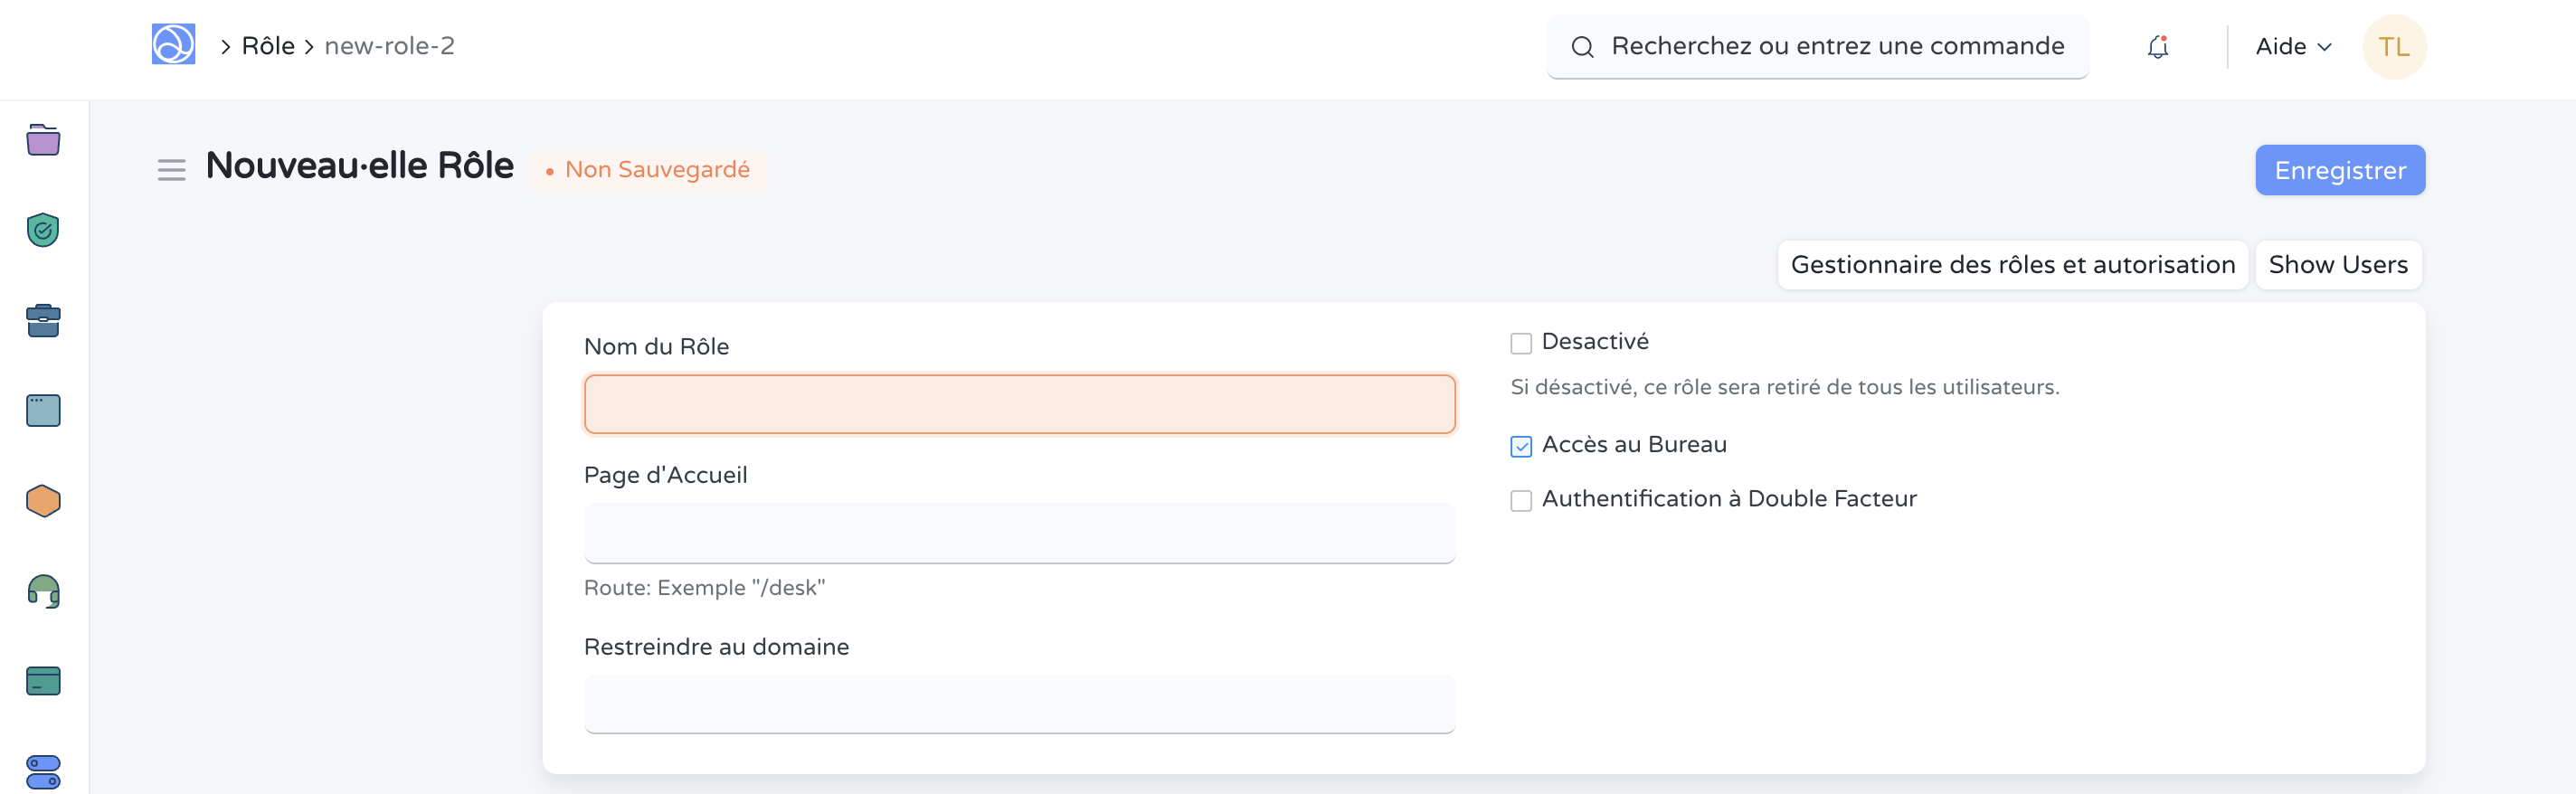 Rôle new-role-2
Recherchez ou entrez une commande
Aide
TL
Nouveau·elle Rôle
Non Sauvegardé
Enregistrer
Gestionnaire des rôles et autorisation
Show Users
Nom du Rôle
Page d'Accueil
Route: Exemple "/desk"
Restreindre au domaine
Desactivé
Si désactivé, ce rôle sera retiré de tous les utilisateurs.
Accès au Bureau
Authentification à Double Facteur